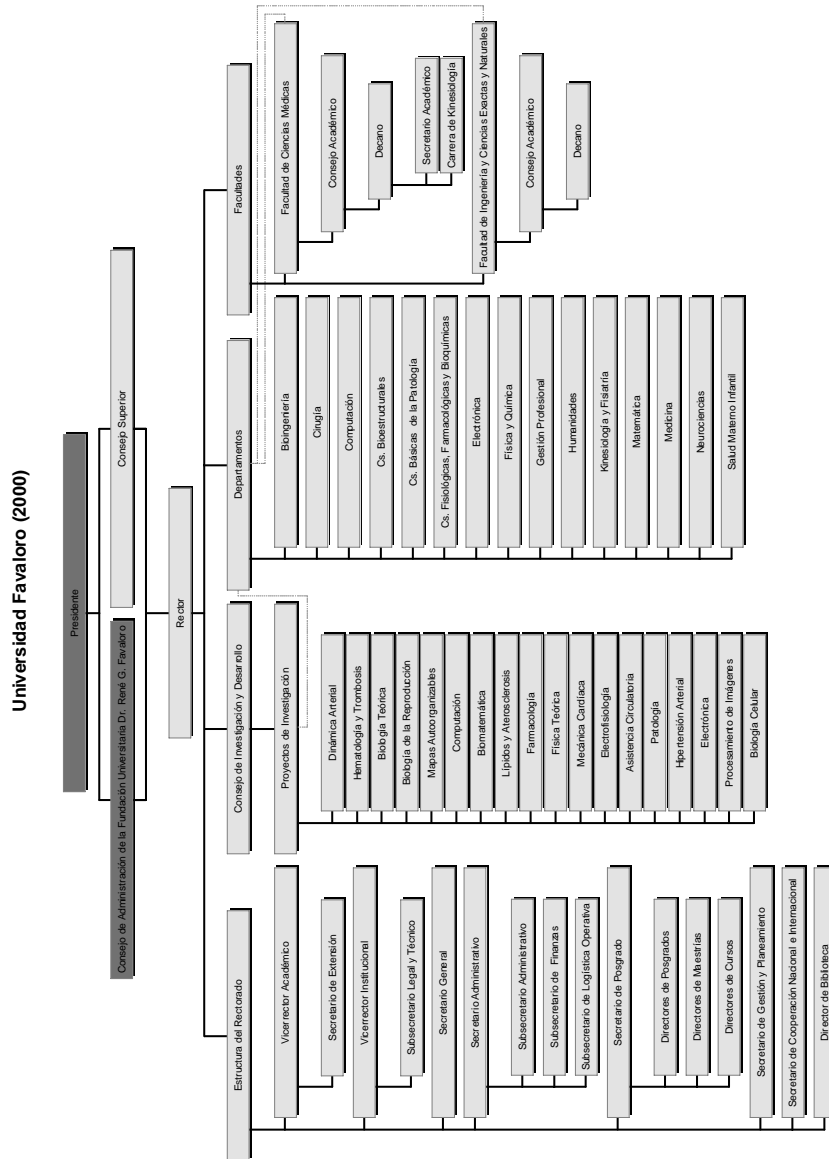 Universidad Favaloro (2000)
Presidente
Consejo de Administración de la Fundación Universitaria Dr. René G. Favaloro
Consejo Superior
Rector
Estructura del Rectorado
Vicerrector Académico
Secretario de Extensión
Vicerrector Institucional
Subsecretario Legal y Técnico
Secretario General
Secretario Administrativo
Subsecretario Administrativo
Subsecretario de Finanzas
Subsecretario de Logística Operativa
Secretario de Posgrado
Directores de Posgrados
Directores de Maestrías
Directores de Cursos
Secretario de Gestión y Planeamiento
Secretario de Cooperación Nacional e Internacional
Director de Biblioteca
Consejo de Investigación y Desarrollo
Proyectos de Investigación
Dinámica Arterial
Hematología y Trombosis
Biología Teórica
Biología de la Reproducción
Mapas Autoorganizables
Computación
Biomatemática
Lípidos y Aterosclerosis
Farmacología
Física Teórica
Mecánica Cardíaca
Electrofisiología
Asistencia Circulatoria
Patología
Hipertensión Arterial
Electrónica
Procesamiento de Imágenes
Biología Celular
Departamentos
Bioingeniería
Cirugía
Computación
Cs. Bioestructurales
Cs. Básicas de la Patología
Cs. Fisiológicas, Farmacológicas y Bioquímicas
Electrónica
Física y Química
Gestión Profesional
Humanidades
Kinesiología y Fisiatría
Matemática
Medicina
Neurociencias
Salud Materno Infantil
Facultades
Facultad de Ciencias Médicas
Consejo Académico
Decano
Secretario Académico
Carrera de Kinesiología
Facultad de Ingeniería y Ciencias Exactas y Naturales
Consejo Académico
Decano